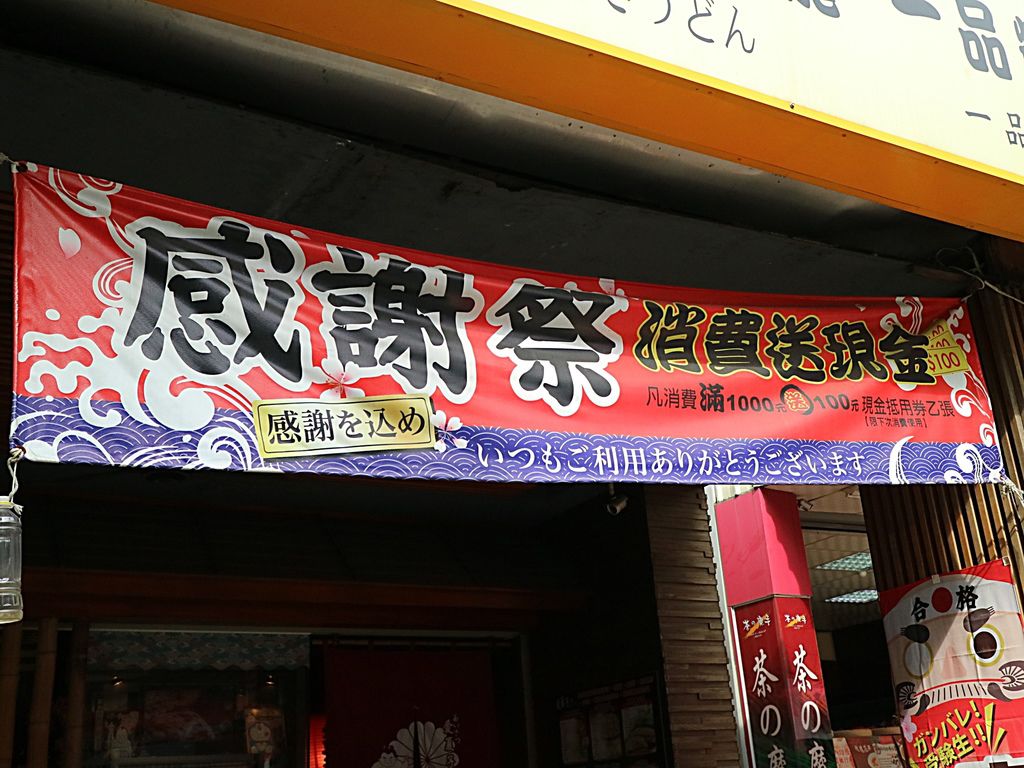 うどん
一品
一品
感謝祭
消費送現金
$100
凡消費滿1000元送100元現金抵用券乙張
[限下次消費使用]
感謝を込め
いつもご利用ありがとうございます
合格
茶の
茶の
ガンバレ!
受験生!!